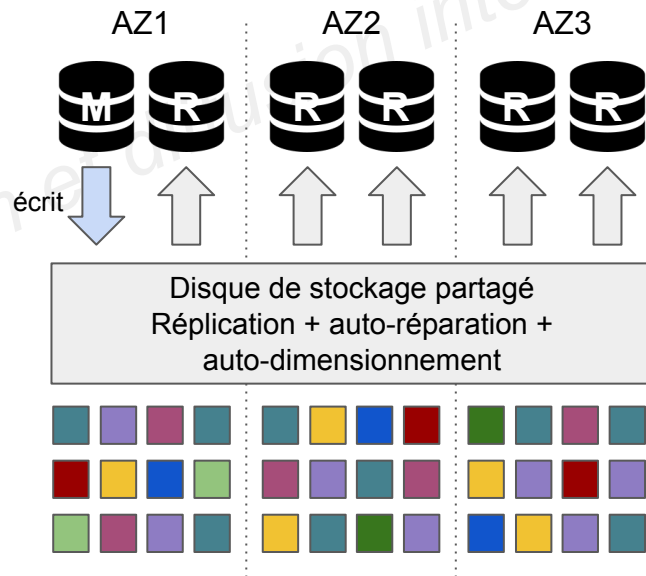 AZ1 AZ2 AZ3
M R R R R R
écrit
Disque de stockage partagé
Réplication + auto-réparation +
auto-dimensionnement